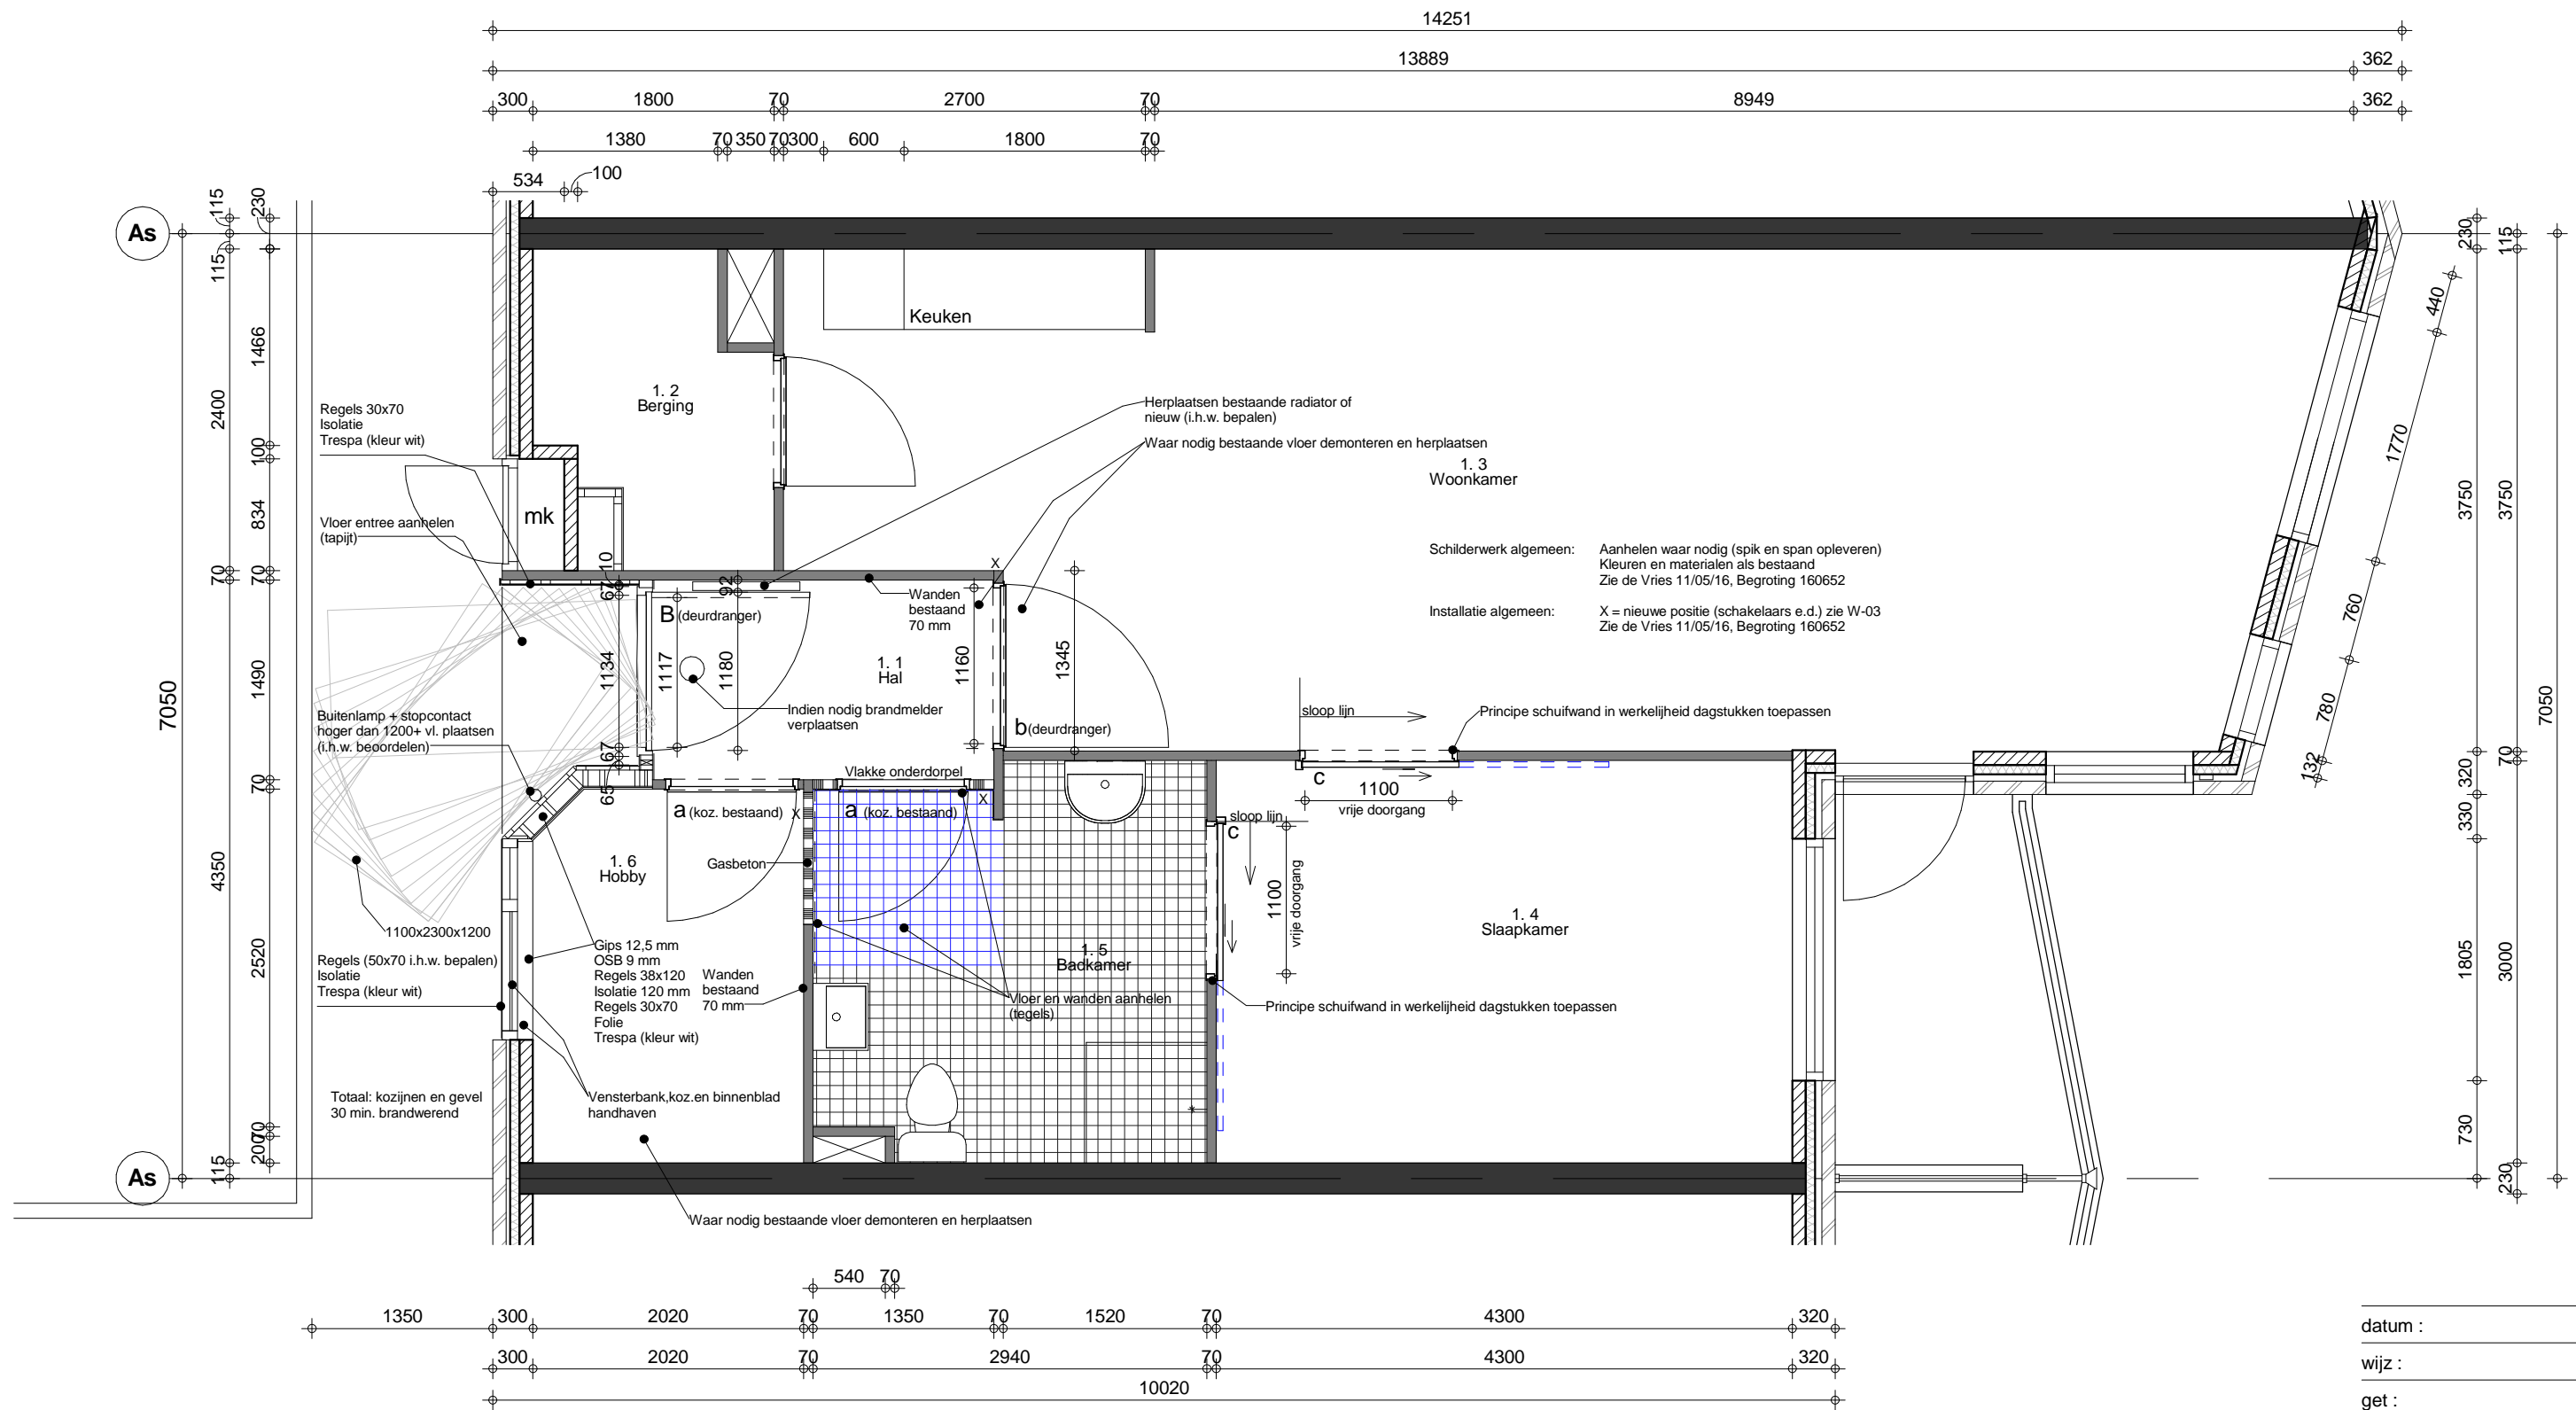 14251
13889 362
300 1800 70 2700 70 8949 362
1380 70 350 70 300 600 1800 70
534 100
As
115 230
115
1466
2400
100
834
70 70
7050
1490
70
4350
2520
70
200
115
As
230 115
440
1770
3750 3750
760
780
132
70
320
330
7050
1805
3000
730
230
Keuken
1. 2
Berging
Regels 30x70
Isolatie
Trespa (kleur wit)
Herplaatsen bestaande radiator of
nieuw (i.h.w. bepalen)
Waar nodig bestaande vloer demonteren en herplaatsen
1. 3
Woonkamer
mk
Vloer entree aanhelen
(tapijt)
Schilderwerk algemeen: Aanhelen waar nodig (spik en span opleveren)
Kleuren en materialen als bestaand
Zie de Vries 11/05/16, Begroting 160652
Installatie algemeen: X = nieuwe positie (schakelaars e.d.) zie W-03
Zie de Vries 11/05/16, Begroting 160652
X
10
67
92
Wanden
bestaand
70 mm
B (deurdranger)
1134
1117
1180
1. 1
Hal
1160
1345
Indien nodig brandmelder
verplaatsen
b (deurdranger)
sloop lijn
Principe schuifwand in werkelijheid dagstukken toepassen
Buitenlamp + stopcontact
hoger dan 1200+ vl. plaatsen
(i.h.w. beoordelen)
67
65
Vlakke onderdorpel
c
1100
vrije doorgang
a (koz. bestaand) X
a (koz. bestaand)
X
sloop lijn
c
1100
vrije doorgang
1. 6
Hobby
Gasbeton
1. 4
Slaapkamer
1100x2300x1200
Gips 12,5 mm
OSB 9 mm
Regels 38x120
Isolatie 120 mm
Regels 30x70
Folie
Trespa (kleur wit)
Wanden
bestaand
70 mm
1. 5
Badkamer
Regels (50x70 i.h.w. bepalen)
Isolatie
Trespa (kleur wit)
Vloer en wanden aanhelen
(tegels)
Principe schuifwand in werkelijheid dagstukken toepassen
Totaal: kozijnen en gevel
30 min. brandwerend
Vensterbank,koz.en binnenblad
handhaven
Waar nodig bestaande vloer demonteren en herplaatsen
540 70
1350 300 2020 70 1350 70 1520 70 4300 320
300 2020 70 2940 70 4300 320
10020
datum :
wijz :
get :